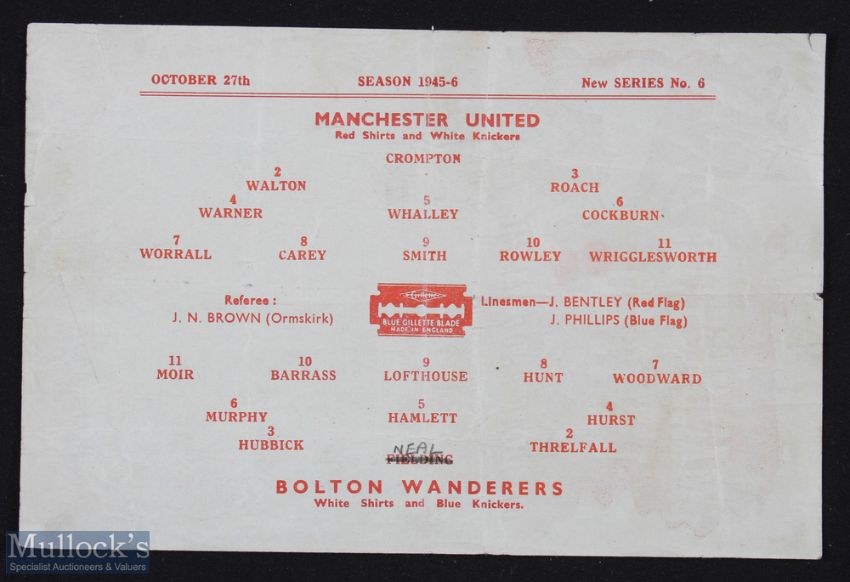 OCTOBER 27th SEASON 1945-6 New SERIES No. 6
MANCHESTER UNITED
Red Shirts and White Knickers
CROMPTON
2 3
WALTON ROACH
4 5 6
WARNER WHALLEY COCKBURN
7 8 9 10 11
WORRALL CAREY SMITH ROWLEY WRIGGLESWORTH
Referee : Linesmen—J. BENTLEY (Red Flag)
J. N. BROWN (Ormskirk) J. PHILLIPS (Blue Flag)
Gillette
BLUE GILLETTE BLADE
MADE IN ENGLAND
11 10 9 8 7
MOIR BARRASS LOFTHOUSE HUNT WOODWARD
6 5 4
MURPHY HAMLETT HURST
3 2
HUBBICK THRELFALL
NEAL
FIELDING
BOLTON WANDERERS
White Shirts and Blue Knickers.
Mullock's
Specialist Auctioneers & Valuers